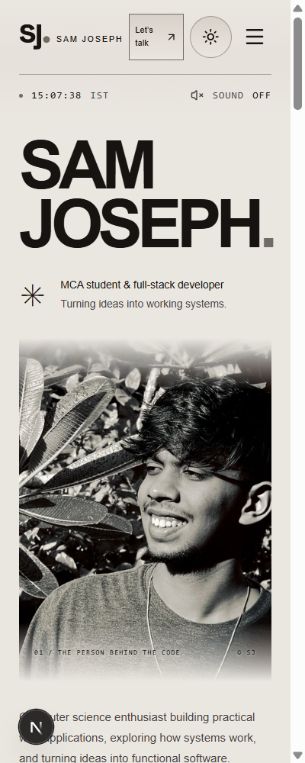 SJ.
SAM JOSEPH
Let's
talk
15:07:38 IST
SOUND OFF
SAM
JOSEPH.
MCA student & full-stack developer
Turning ideas into working systems.
01 / THE PERSON BEHIND THE CODE
© SJ
N
uter science enthusiast building practical
applications, exploring how systems work,
and turning ideas into functional software.